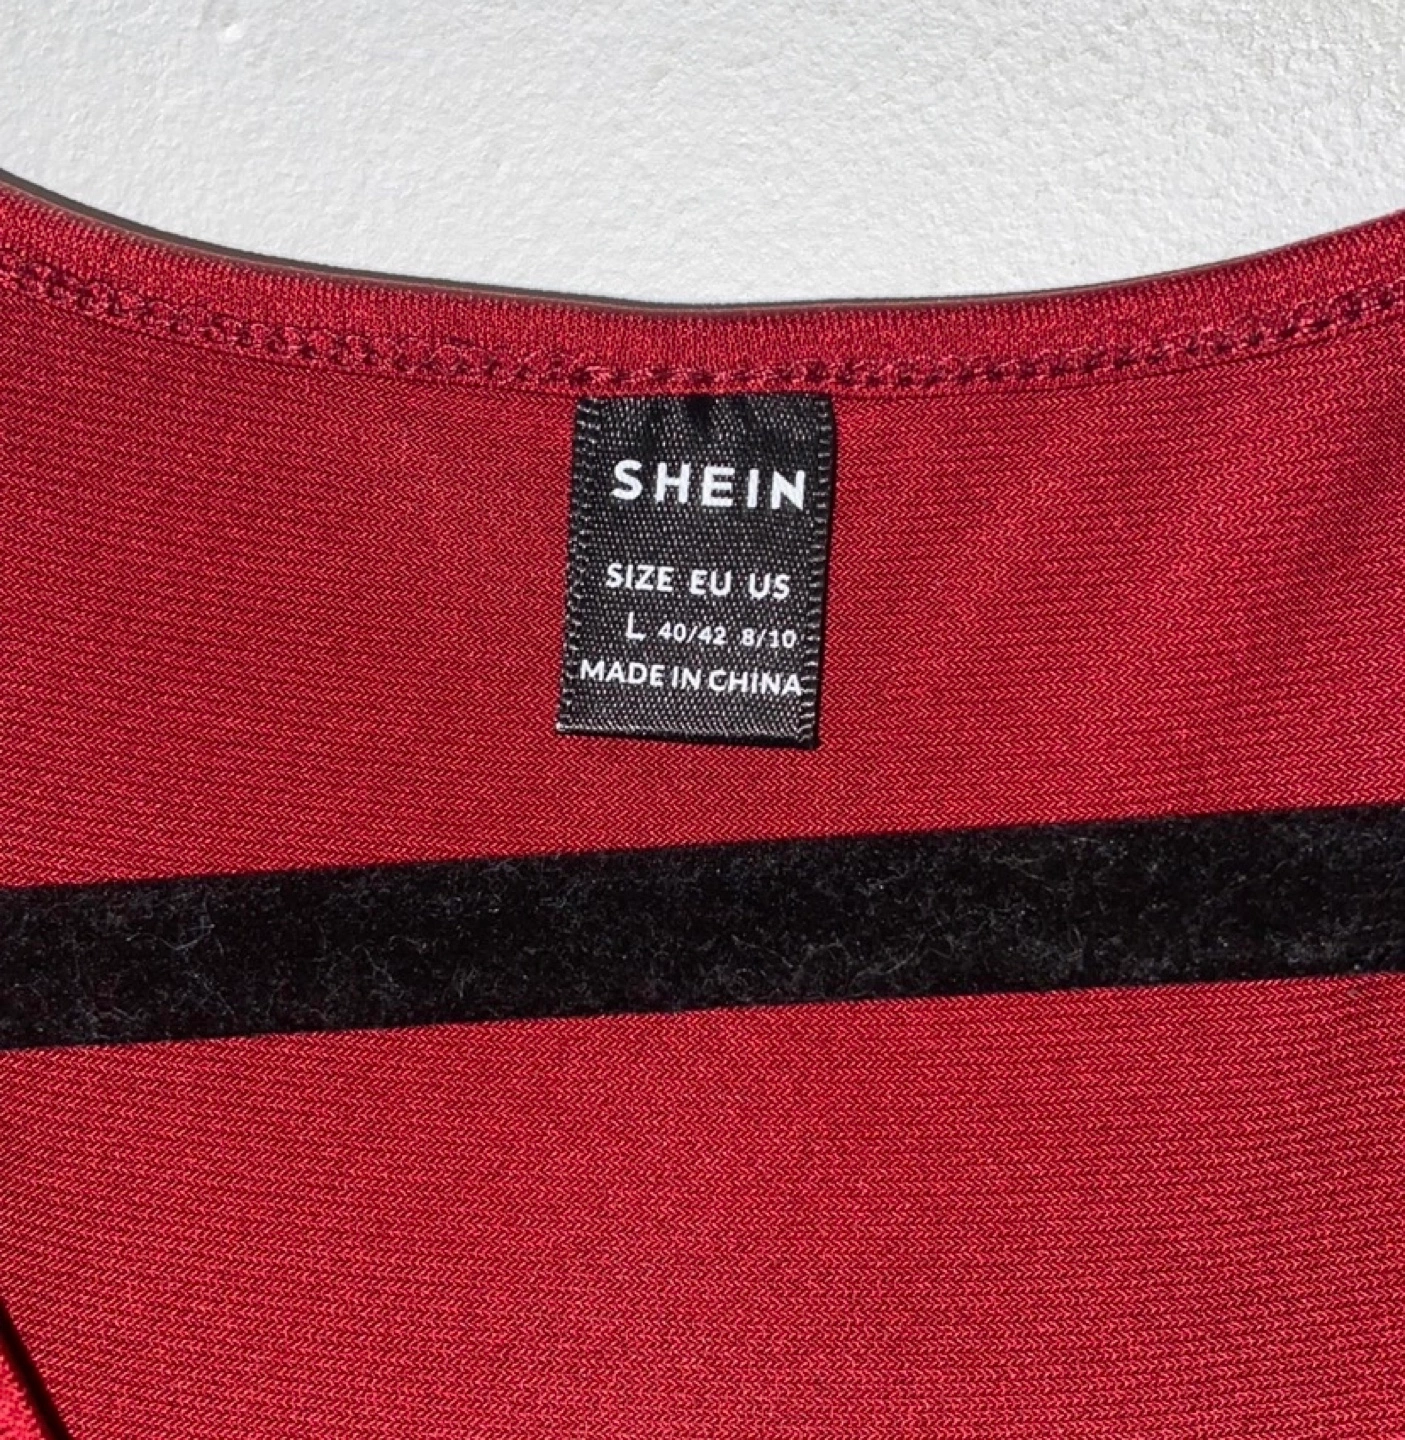 SHEIN
SIZE EU US
L 40/42 8/10
MADE IN CHINA